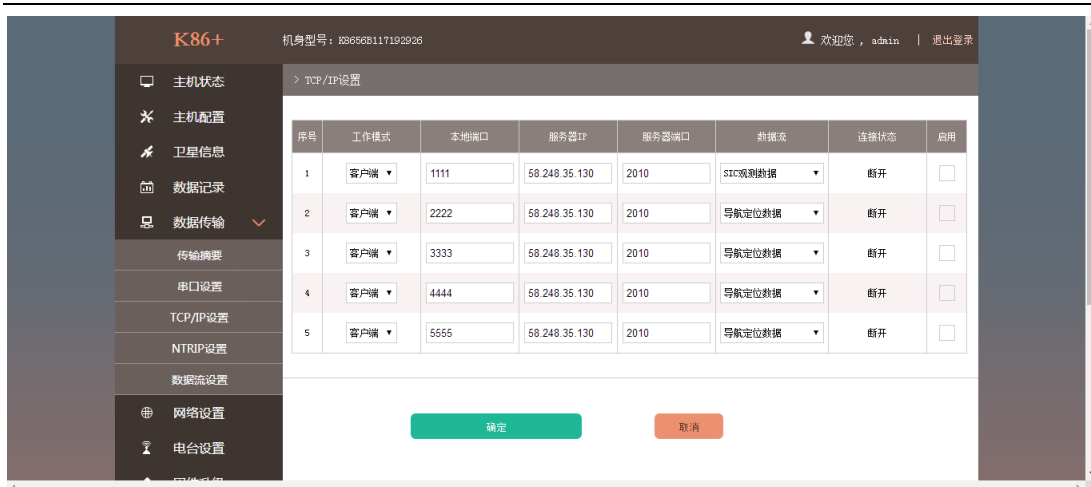 K86+
机身型号：K8656B117192926
欢迎您，admin | 退出登录
主机状态
主机配置
卫星信息
数据记录
数据传输
传输摘要
串口设置
TCP/IP设置
NTRIP设置
数据流设置
网络设置
电台设置
固件升级
> TCP/IP设置
序号 工作模式 本地端口 服务器IP 服务器端口 数据流 连接状态 启用
1 客户端 1111 58.248.35.130 2010 SIC观测数据 断开
2 客户端 2222 58.248.35.130 2010 导航定位数据 断开
3 客户端 3333 58.248.35.130 2010 导航定位数据 断开
4 客户端 4444 58.248.35.130 2010 导航定位数据 断开
5 客户端 5555 58.248.35.130 2010 导航定位数据 断开
确定 取消